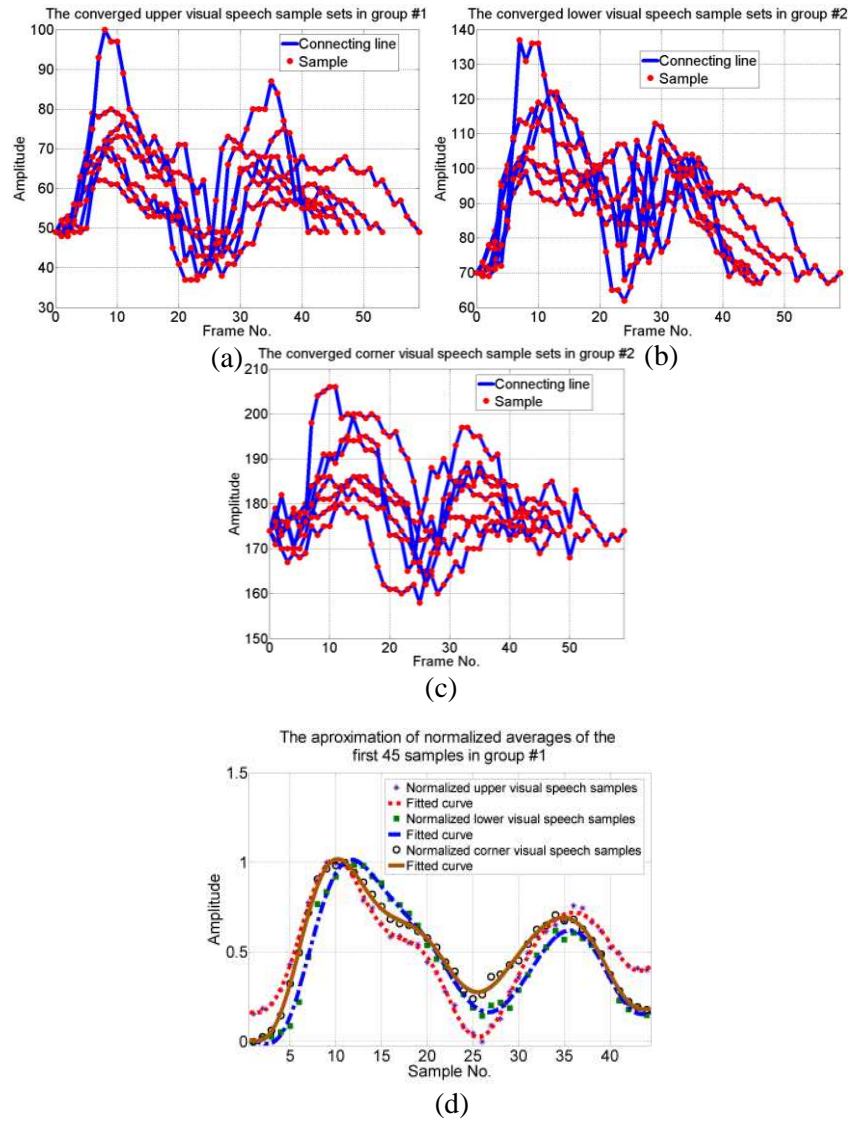 The converged upper visual speech sample sets in group #1
100
90
80
70
60
50
40
30
Amplitude
Connecting line
Sample
0 10 20 30 40 50
Frame No.
(a)
The converged lower visual speech sample sets in group #2
140
130
120
110
100
90
80
70
60
Amplitude
Connecting line
Sample
0 10 20 30 40 50
Frame No.
(b)
The converged corner visual speech sample sets in group #2
210
200
190
180
170
160
150
Amplitude
Connecting line
Sample
0 10 20 30 40 50
Frame No.
(c)
The aproximation of normalized averages of the
first 45 samples in group #1
1.5
1
0.5
0
Amplitude
Normalized upper visual speech samples
Fitted curve
Normalized lower visual speech samples
Fitted curve
Normalized corner visual speech samples
Fitted curve
5 10 15 20 25 30 35 40
Sample No.
(d)